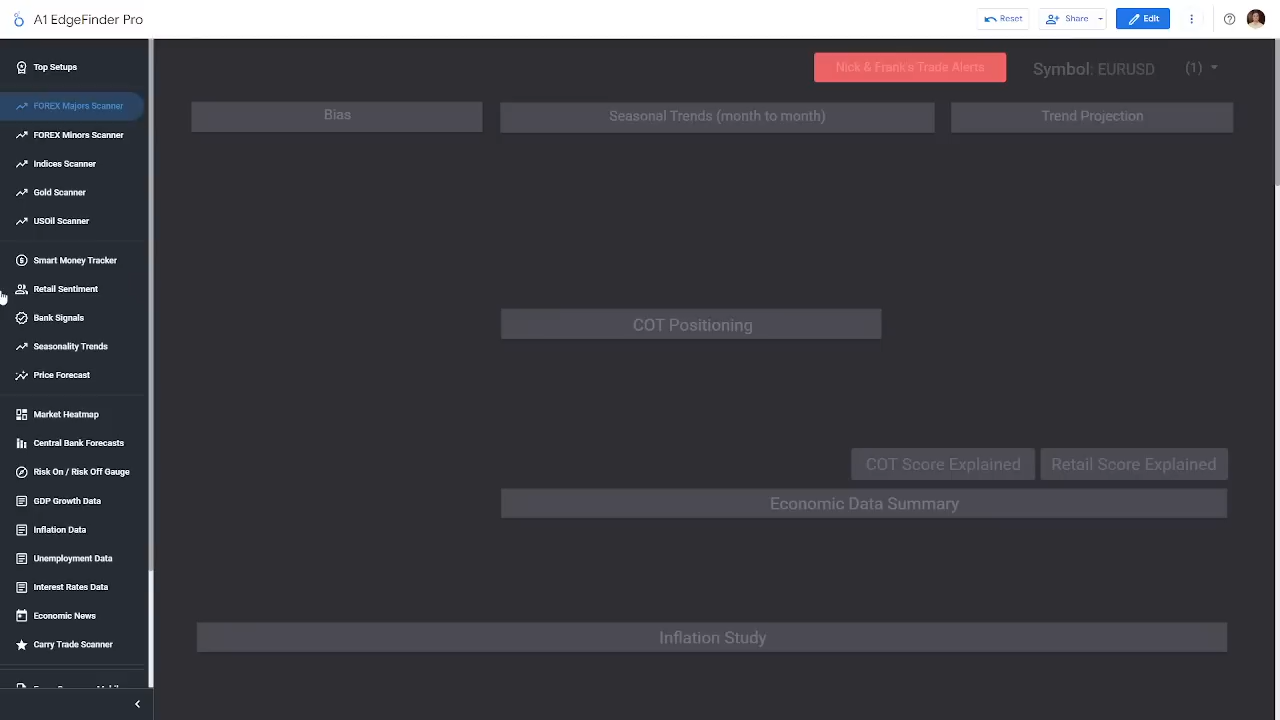 A1 EdgeFinder Pro
Reset
Share
Edit
Top Setups
FOREX Majors Scanner
FOREX Minors Scanner
Indices Scanner
Gold Scanner
USOil Scanner
Smart Money Tracker
Retail Sentiment
Bank Signals
Seasonality Trends
Price Forecast
Market Heatmap
Central Bank Forecasts
Risk On / Risk Off Gauge
GDP Growth Data
Inflation Data
Unemployment Data
Interest Rates Data
Economic News
Carry Trade Scanner
Nick & Frank's Trade Alerts
Symbol: EURUSD (1)
Bias
Seasonal Trends (month to month)
Trend Projection
COT Positioning
COT Score Explained
Retail Score Explained
Economic Data Summary
Inflation Study